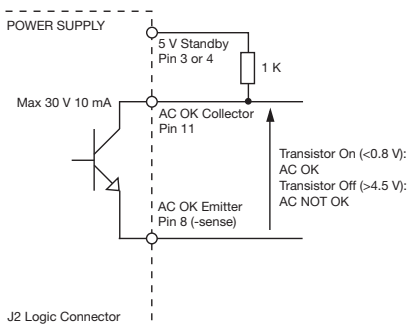 POWER SUPPLY
5 V Standby
Pin 3 or 4
1 K
Max 30 V 10 mA
AC OK Collector
Pin 11
Transistor On (<0.8 V):
AC OK
Transistor Off (>4.5 V):
AC NOT OK
AC OK Emitter
Pin 8 (-sense)
J2 Logic Connector